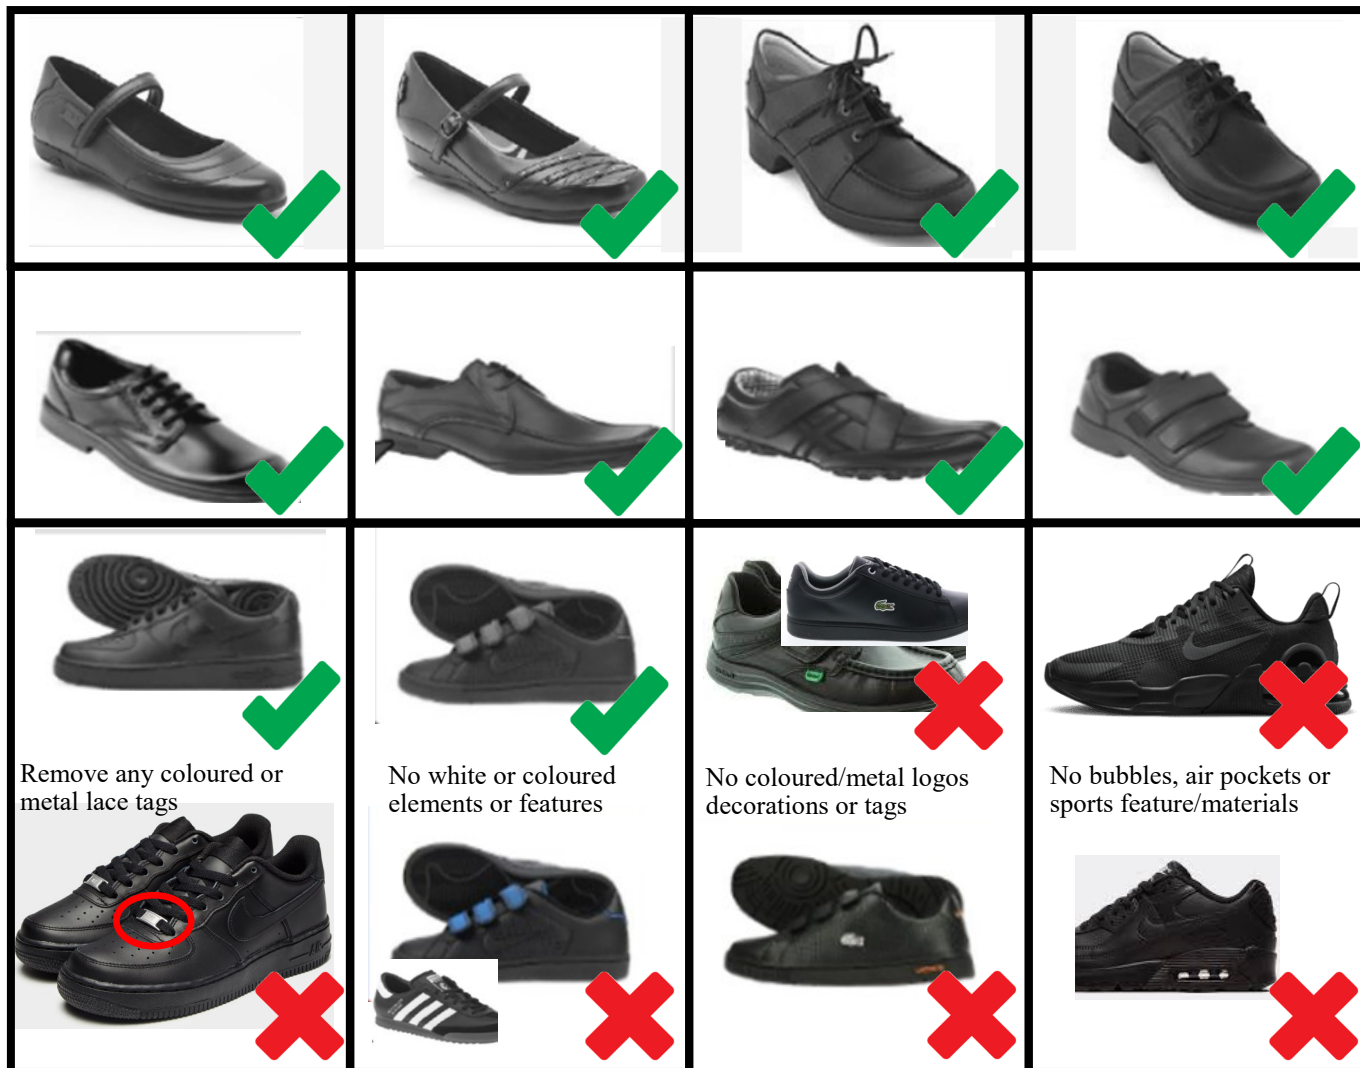 Remove any coloured or
metal lace tags
No white or coloured
elements or features
No coloured/metal logos
decorations or tags
No bubbles, air pockets or
sports feature/materials